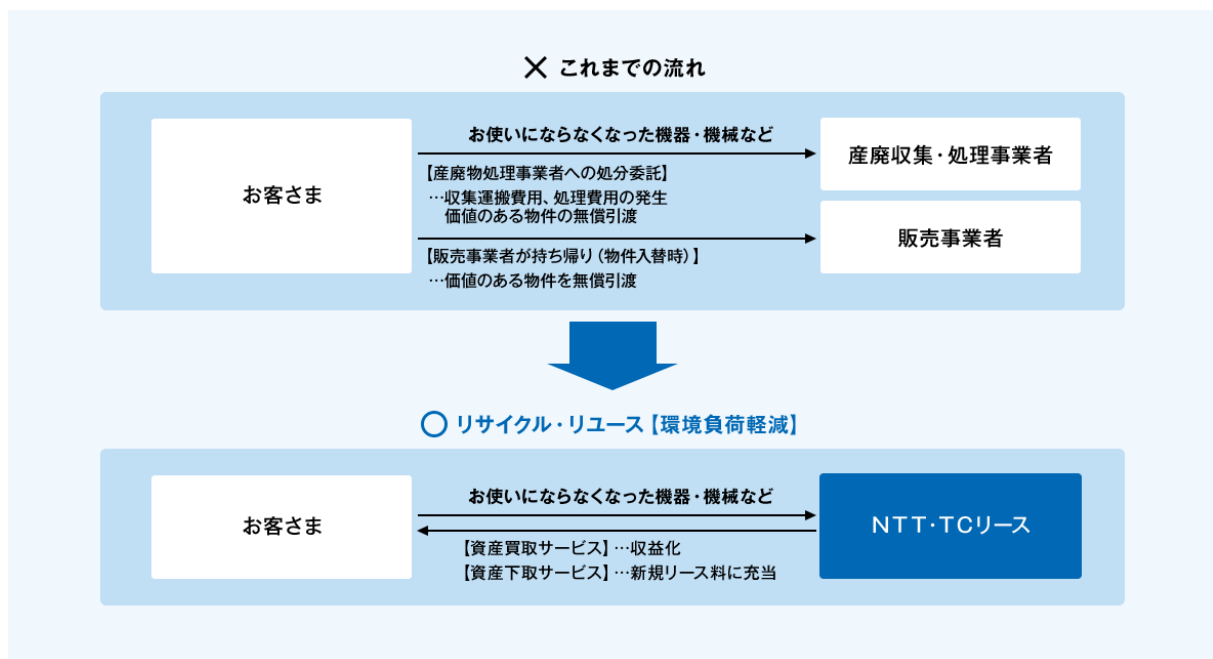 × これまでの流れ
お客さま
お使いにならなくなった機器・機械など
【産廃物処理事業者への処分委託】
…収集運搬費用、処理費用の発生
価値のある物件の無償引渡
産廃収集・処理事業者
【販売事業者が持ち帰り(物件入替時)】
…価値のある物件を無償引渡
販売事業者
○ リサイクル・リユース【環境負荷軽減】
お客さま
お使いにならなくなった機器・機械など
【資産買取サービス】…収益化
【資産下取サービス】…新規リース料に充当
NTT・TCリース